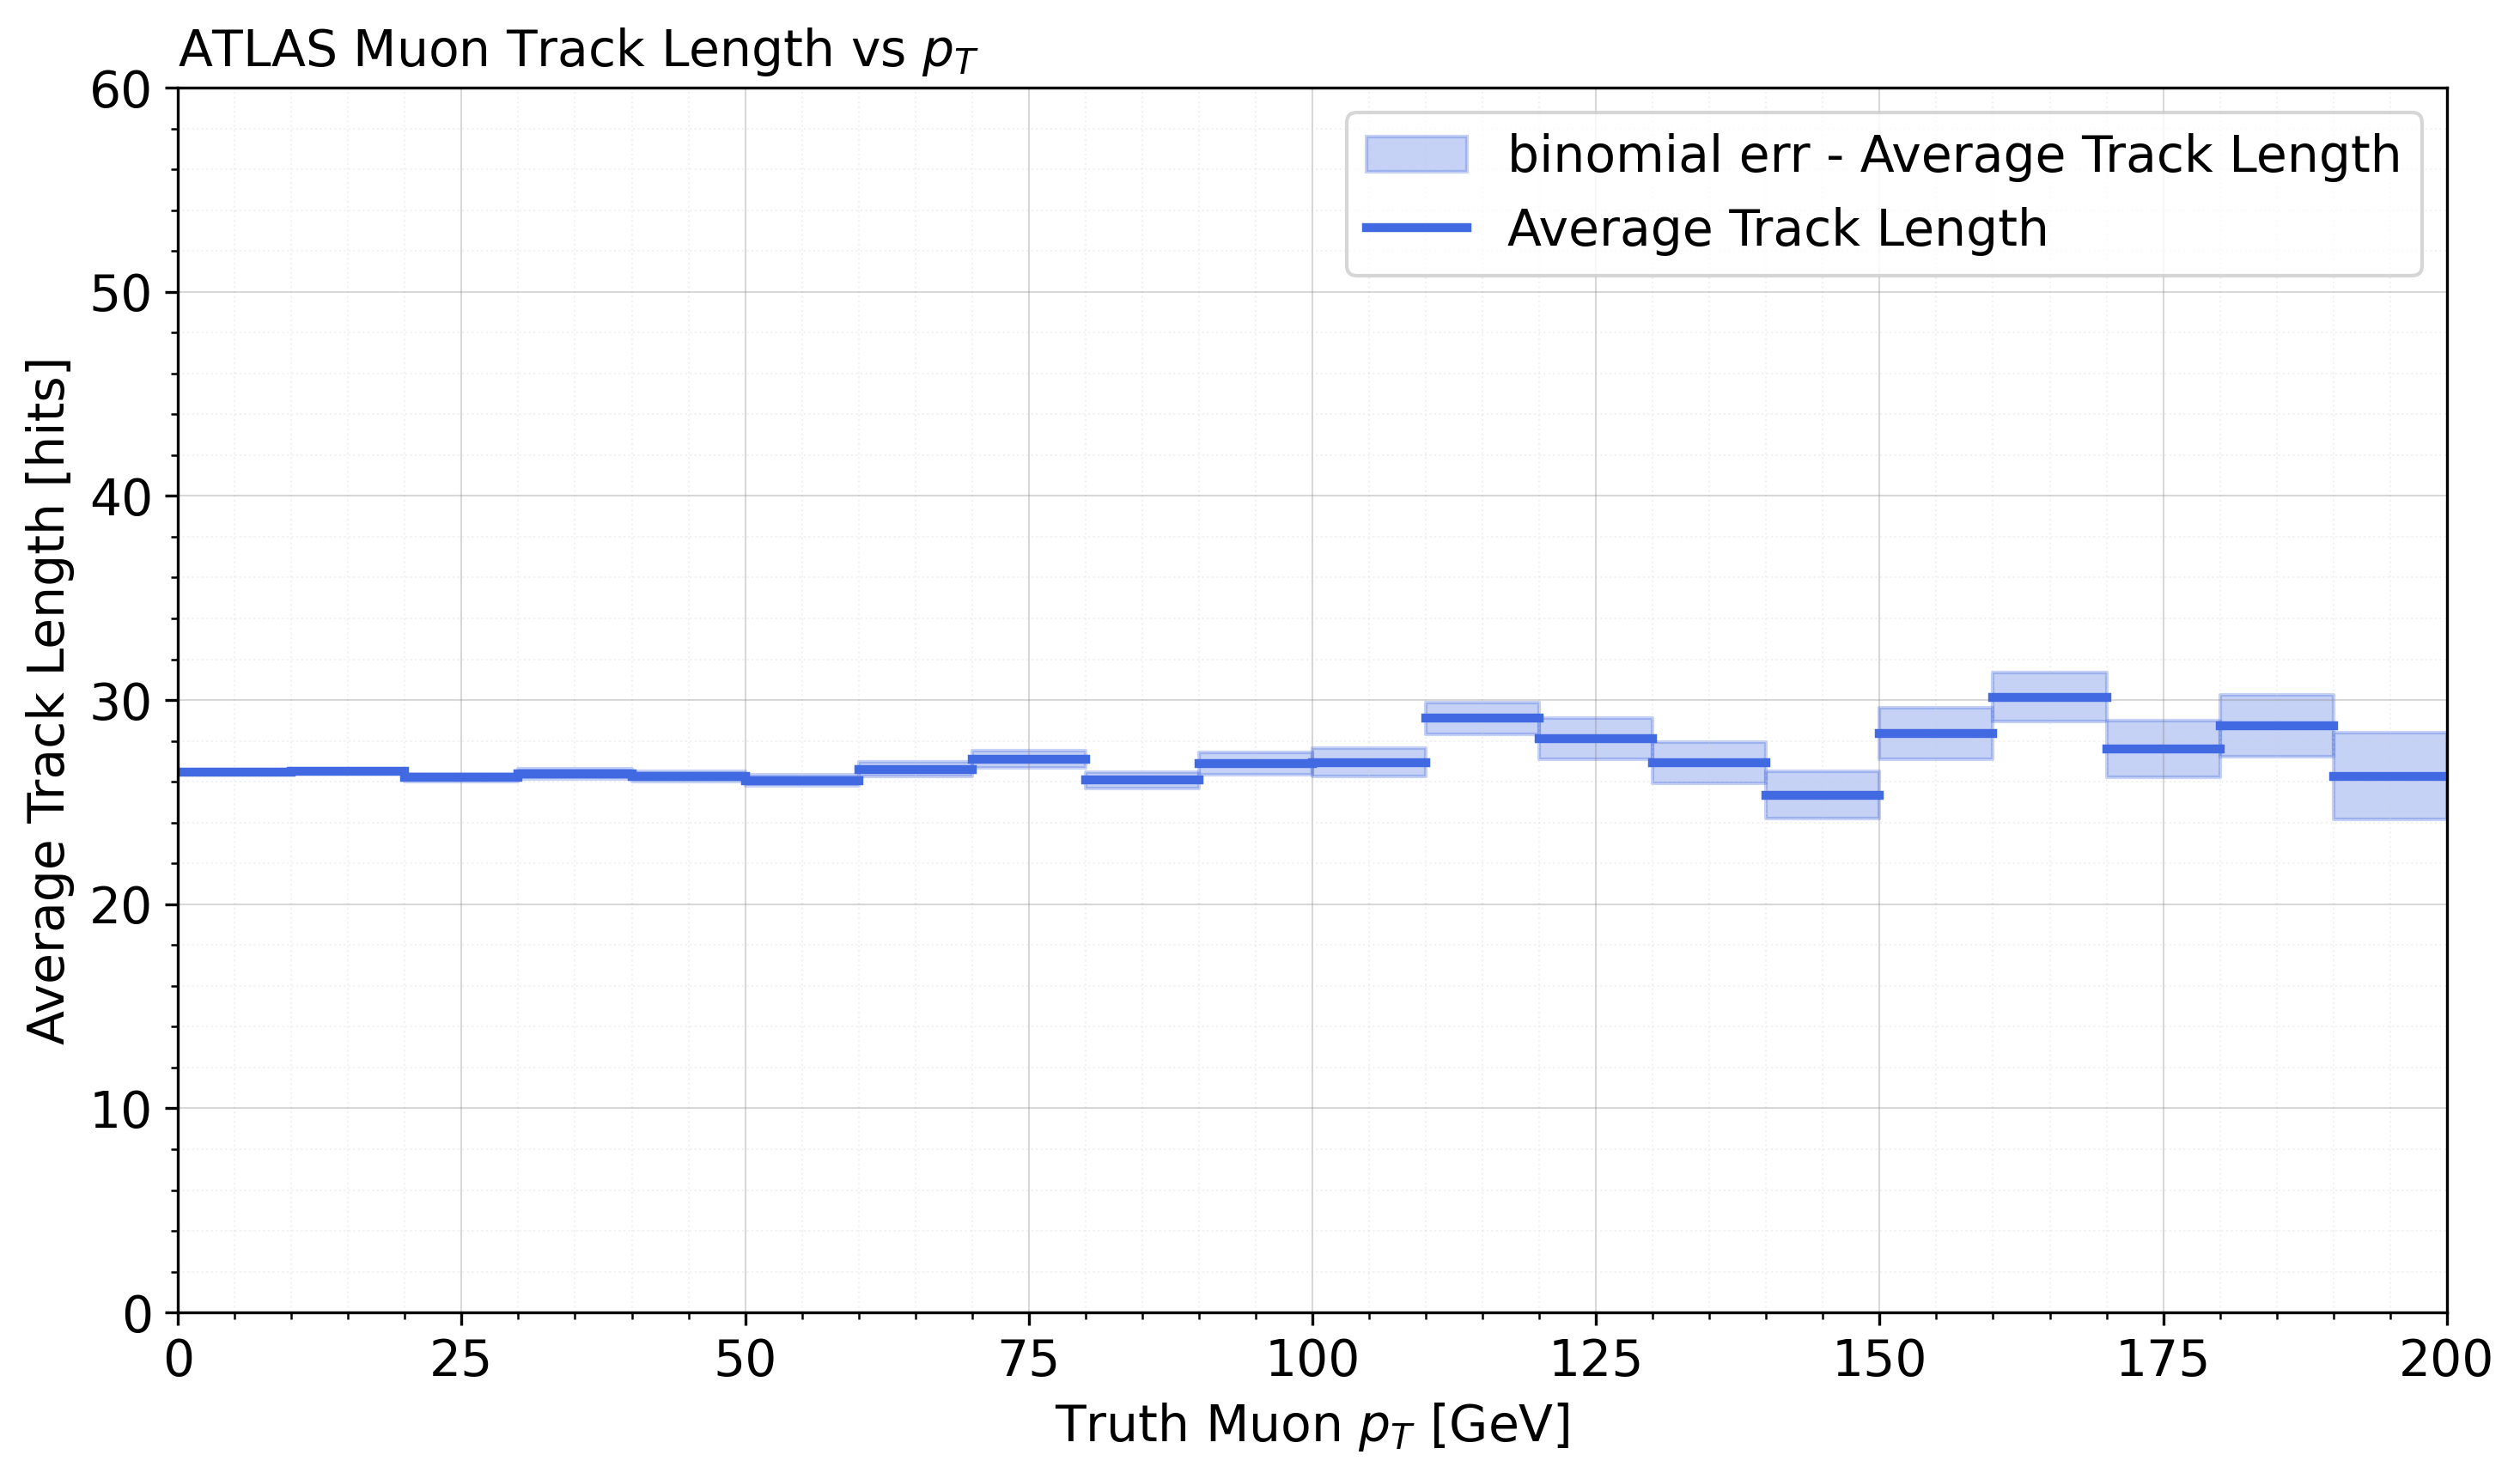 ATLAS Muon Track Length vs p_T
binomial err - Average Track Length
Average Track Length
Average Track Length [hits]
60
50
40
30
20
10
0
0 25 50 75 100 125 150 175 200
Truth Muon p_T [GeV]